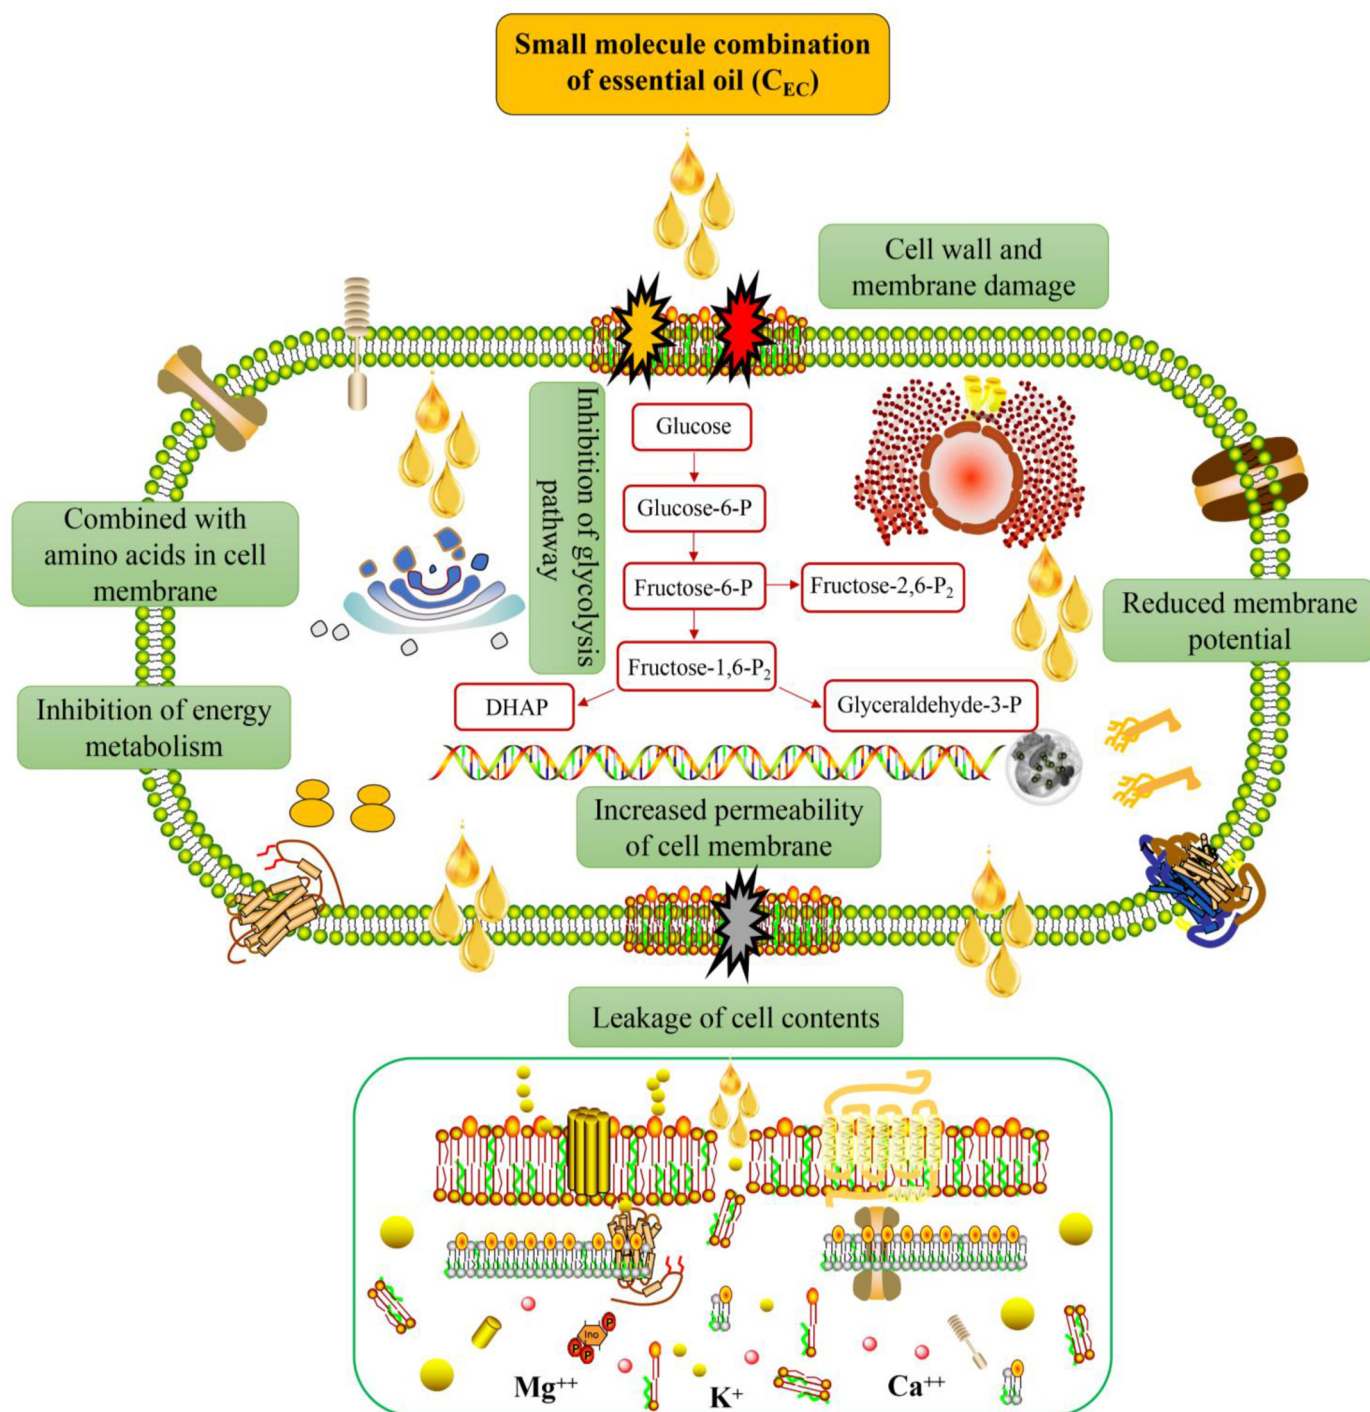 Small molecule combination
of essential oil (C_EC)
Cell wall and
membrane damage
Inhibition of glycolysis
pathway
Glucose
Glucose-6-P
Combined with
amino acids in cell
membrane
Fructose-6-P
Fructose-2,6-P₂
Reduced membrane
potential
Fructose-1,6-P₂
DHAP
Glyceraldehyde-3-P
Inhibition of energy
metabolism
Increased permeability
of cell membrane
Leakage of cell contents
Ino
P
P
P
Mg⁺⁺
K⁺
Ca⁺⁺